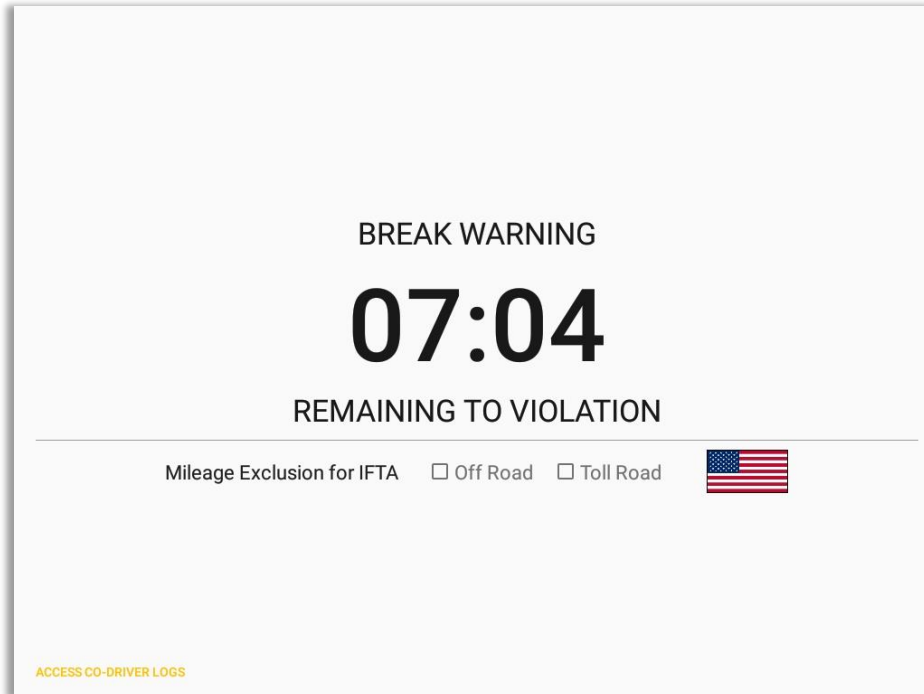 BREAK WARNING
07:04
REMAINING TO VIOLATION
Mileage Exclusion for IFTA Off Road Toll Road
ACCESS CO-DRIVER LOGS